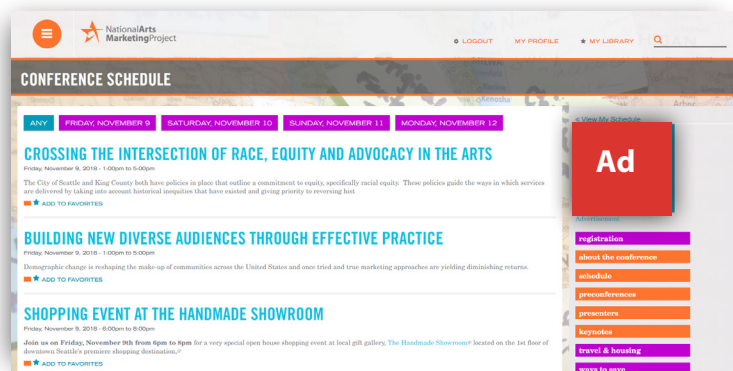 NationalArts
MarketingProject
LOGOUT
MY PROFILE
MY LIBRARY
CONFERENCE SCHEDULE
ANY
FRIDAY, NOVEMBER 9
SATURDAY, NOVEMBER 10
SUNDAY, NOVEMBER 11
MONDAY, NOVEMBER 12
CROSSING THE INTERSECTION OF RACE, EQUITY AND ADVOCACY IN THE ARTS
Friday, November 9, 2018 - 1:00pm to 5:00pm
The City of Seattle and King County both have policies in place that outline a commitment to equity, specifically racial equity. These policies guide the ways in which services
are delivered by taking into account historical inequities that have existed and giving priority to reversing hist
ADD TO FAVORITES
BUILDING NEW DIVERSE AUDIENCES THROUGH EFFECTIVE PRACTICE
Friday, November 9, 2018 - 1:00pm to 5:00pm
Demographic change is reshaping the make-up of communities across the United States and once tried and true marketing approaches are yielding diminishing returns.
ADD TO FAVORITES
SHOPPING EVENT AT THE HANDMADE SHOWROOM
Friday, November 9, 2018 - 6:00pm to 8:00pm
Join us on Friday, November 9th from 6pm to 8pm for a very special open house shopping event at local gift gallery, The Handmade Showroom located on the 1st floor of
downtown Seattle's premiere shopping destination,
ADD TO FAVORITES
< View My Schedule
Ad
Advertisement
registration
about the conference
schedule
preconferences
presenters
keynotes
travel & housing
ways to save
Kenosha
Arbor